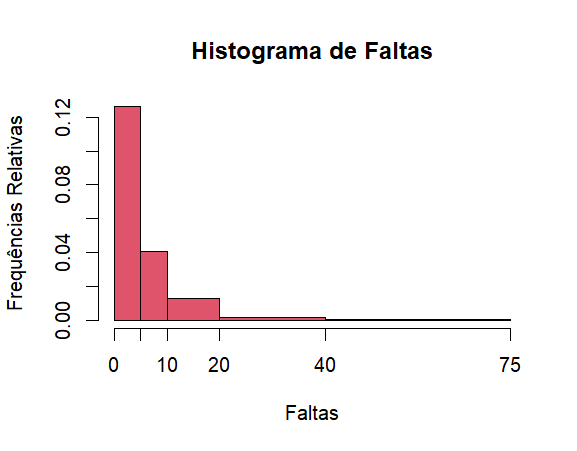 Histograma de Faltas
Frequências Relativas
0.12
0.08
0.04
0.00
0 10 20 40 75
Faltas